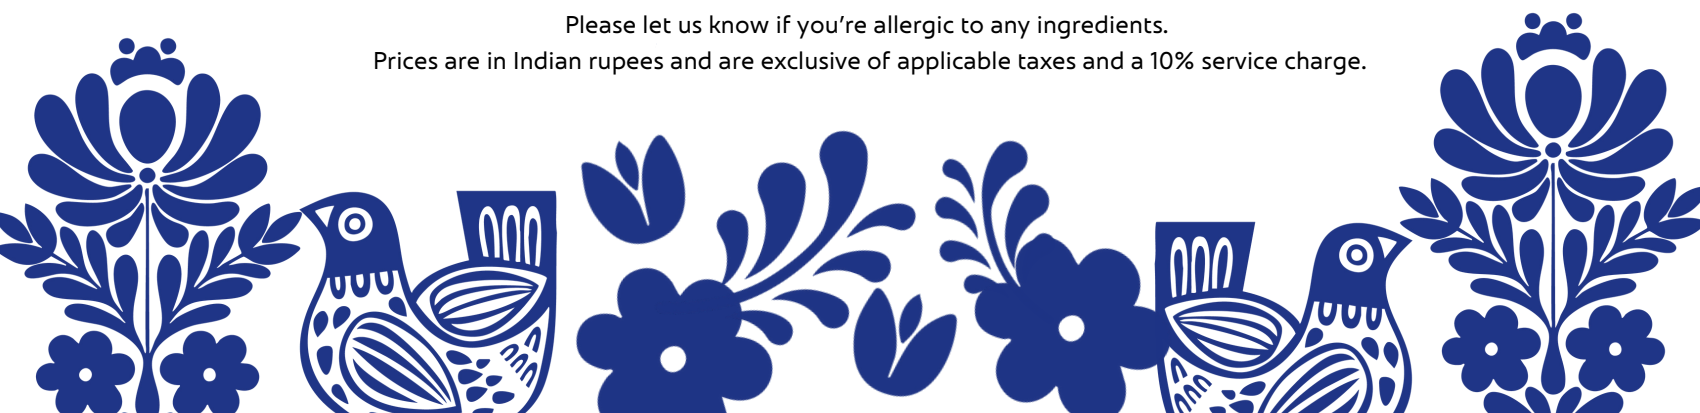 Please let us know if you’re allergic to any ingredients.
Prices are in Indian rupees and are exclusive of applicable taxes and a 10% service charge.